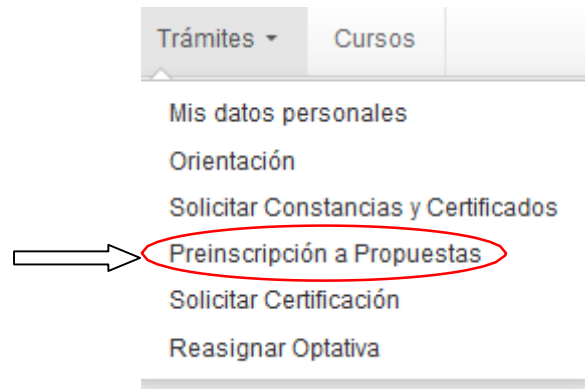 Trámites Cursos
Mis datos personales
Orientación
Solicitar Constancias y Certificados
Preinscripción a Propuestas
Solicitar Certificación
Reasignar Optativa